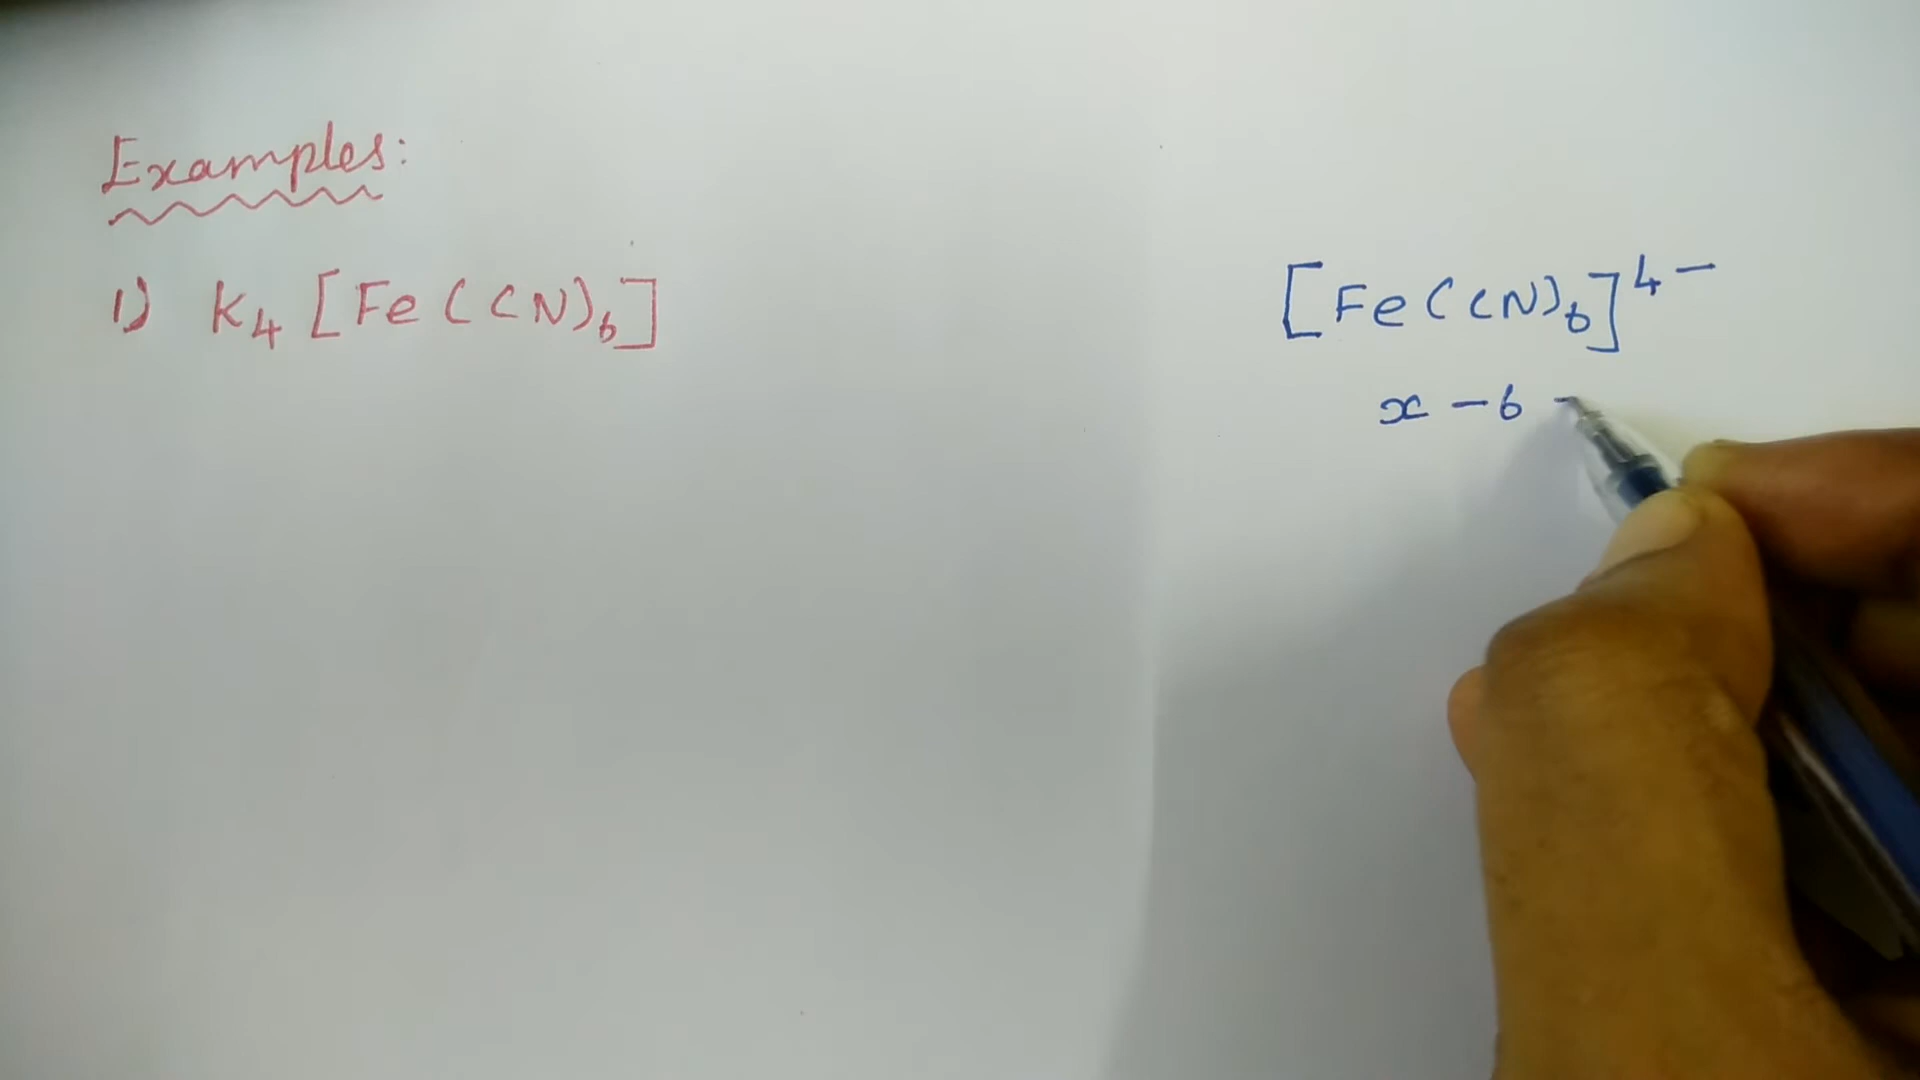 Examples:
1) K4 [Fe(CN)6]
[Fe(CN)6]4-
x - 6 -